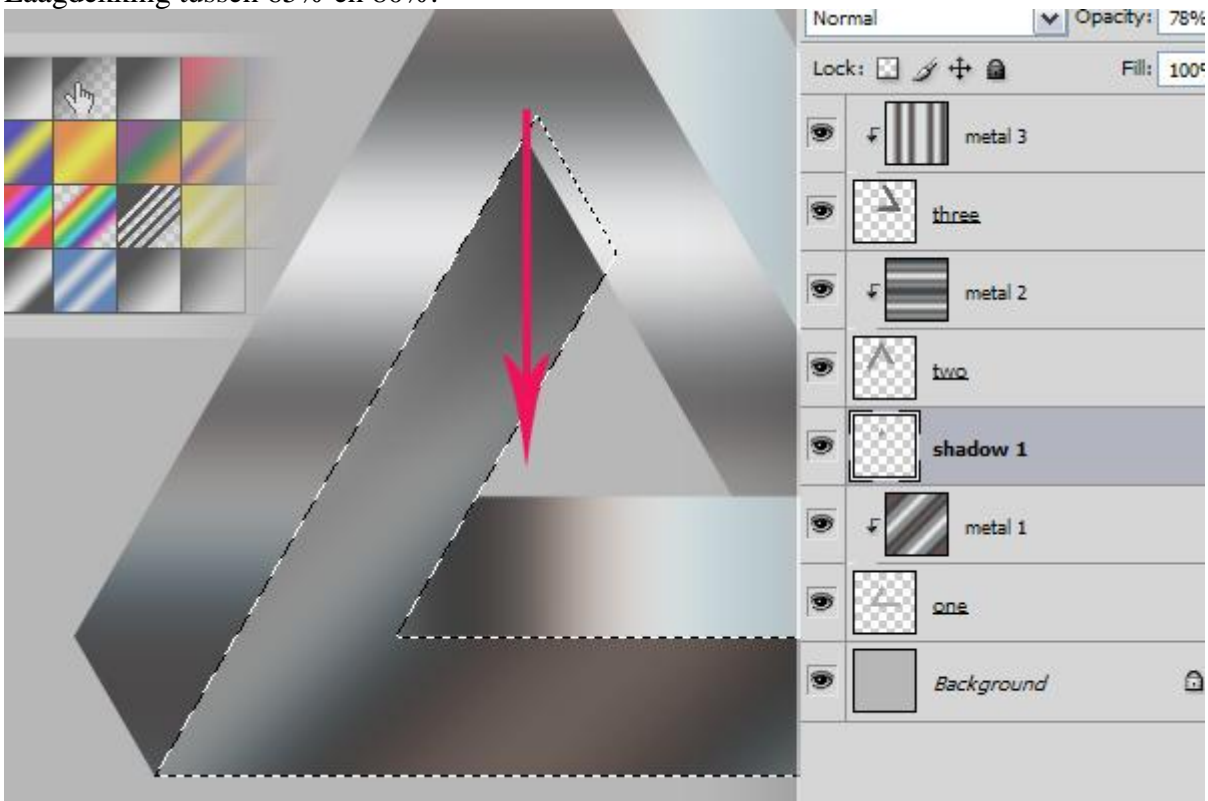 Laagdekking tussen 65% en 80%.
Normal Opacity: 78%
Lock: Fill: 100%
metal 3
three
metal 2
two
shadow 1
metal 1
one
Background